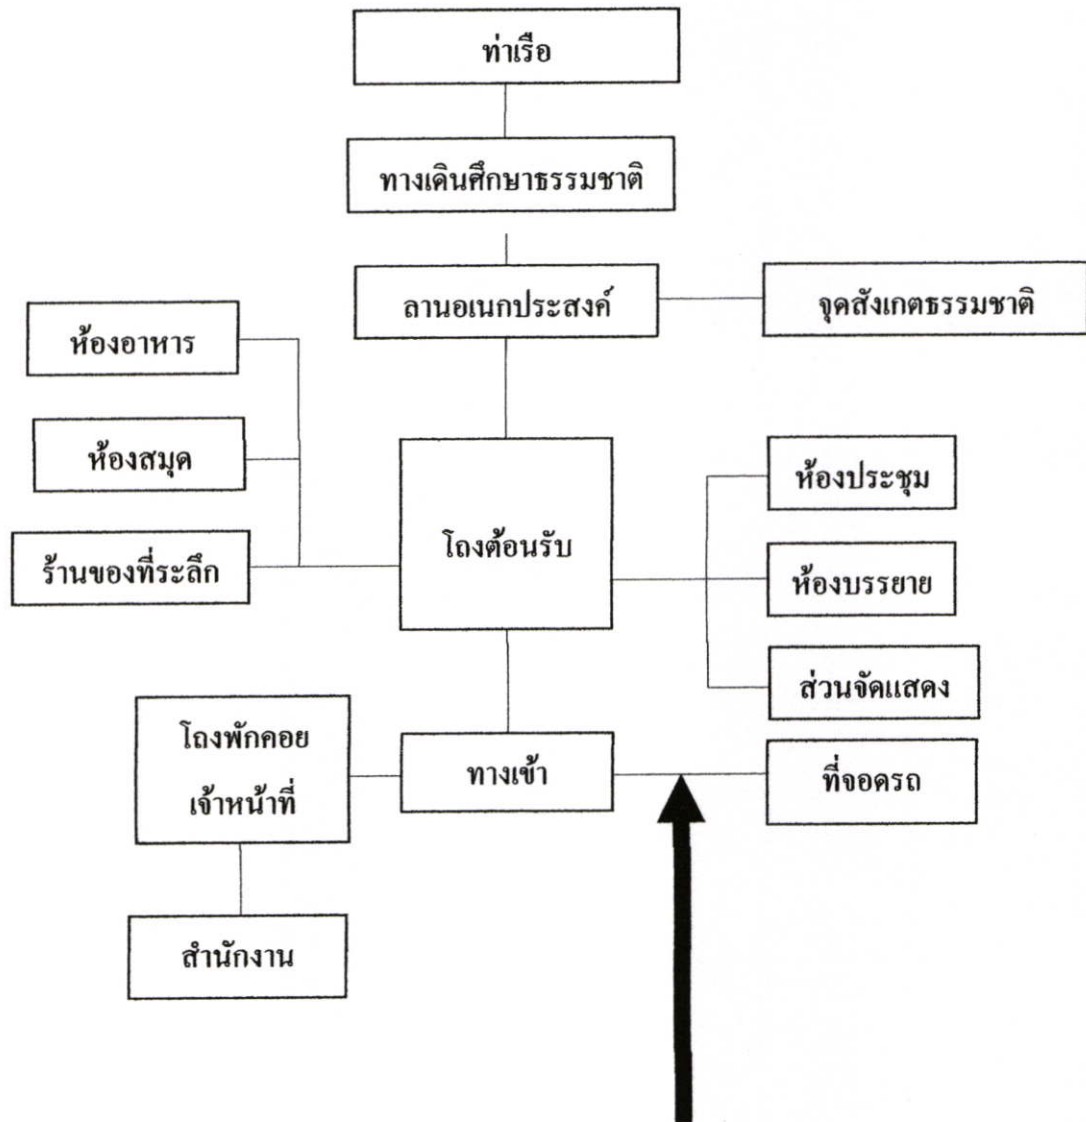 ท่าเรือ
ทางเดินศึกษาธรรมชาติ
ลานอเนกประสงค์
จุดสังเกตธรรมชาติ
ห้องอาหาร
ห้องสมุด
ร้านของที่ระลึก
โถงต้อนรับ
ห้องประชุม
ห้องบรรยาย
ส่วนจัดแสดง
โถงพักคอย
เจ้าหน้าที่
ทางเข้า
ที่จอดรถ
สำนักงาน